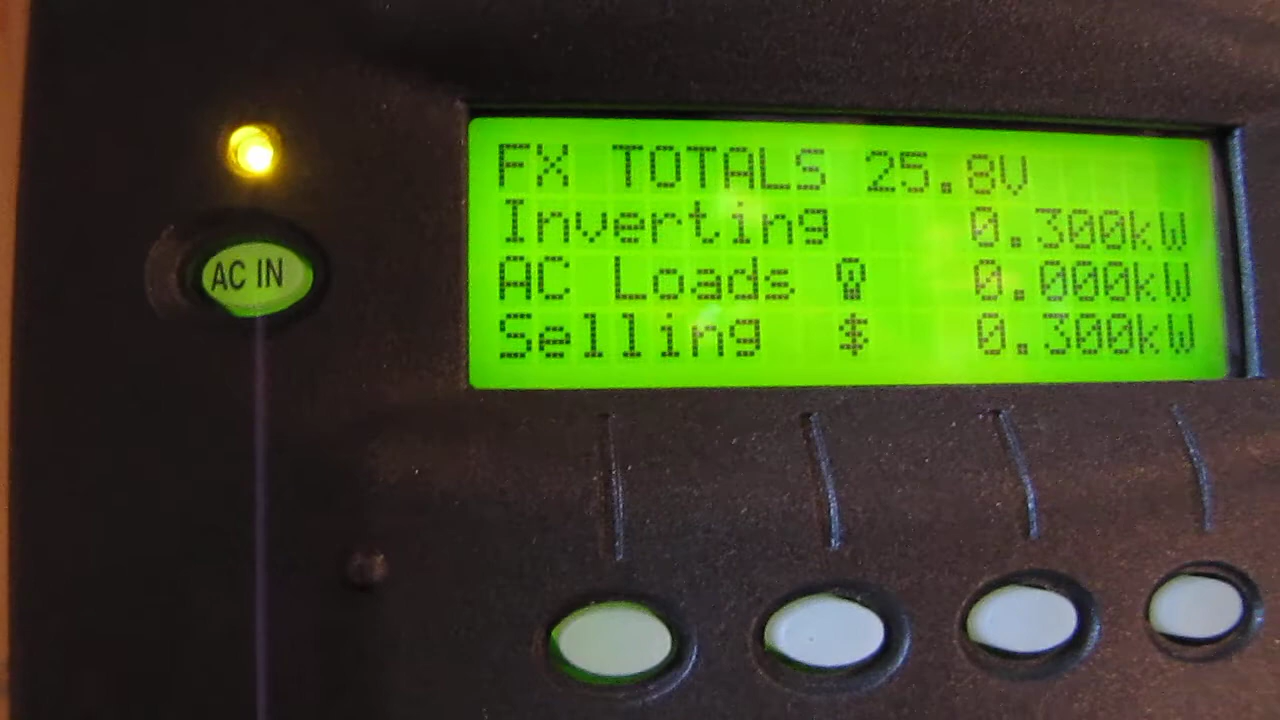 AC IN
FX TOTALS 25.8V
Inverting 0.300kW
AC Loads 0.000kW
Selling $ 0.300kW